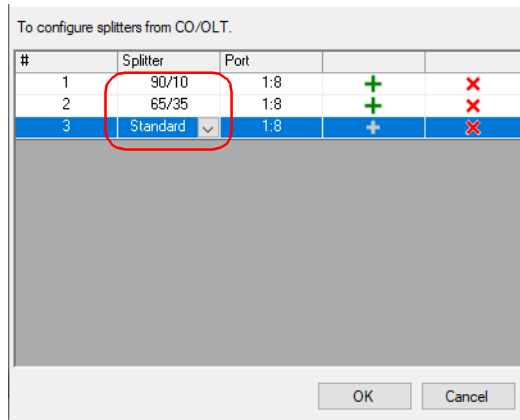 To configure splitters from CO/OLT.
# Splitter Port
1 90/10 1:8
2 65/35 1:8
3 Standard 1:8
OK Cancel